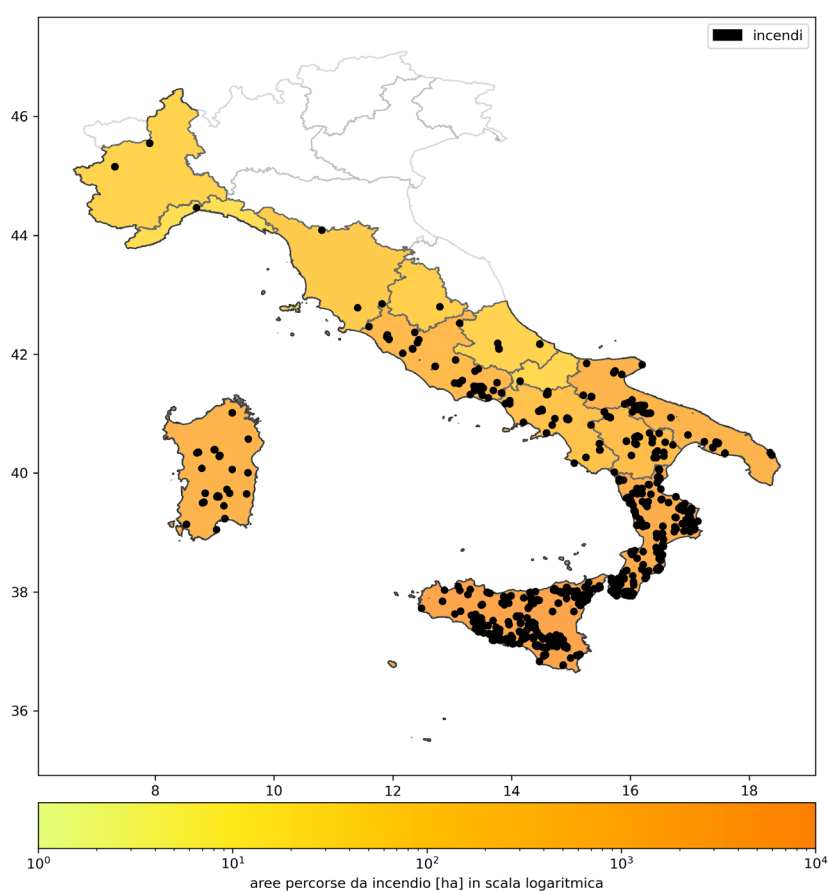 incendi
46
44
42
40
38
36
8 10 12 14 16 18
10⁰ 10¹ 10² 10³ 10⁴
aree percorse da incendio [ha] in scala logaritmica